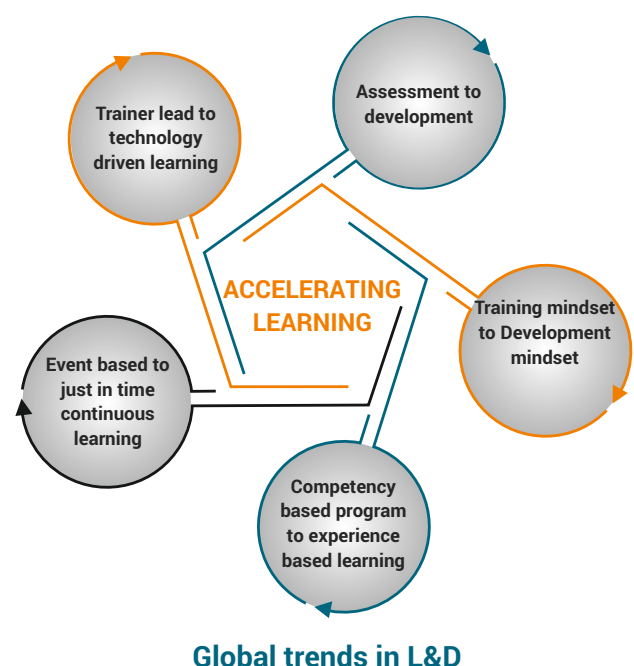 Assessment to
development
Trainer lead to
technology
driven learning
ACCELERATING
LEARNING
Training mindset
to Development
mindset
Event based to
just in time
continuous
learning
Competency
based program
to experience
based learning
Global trends in L&D